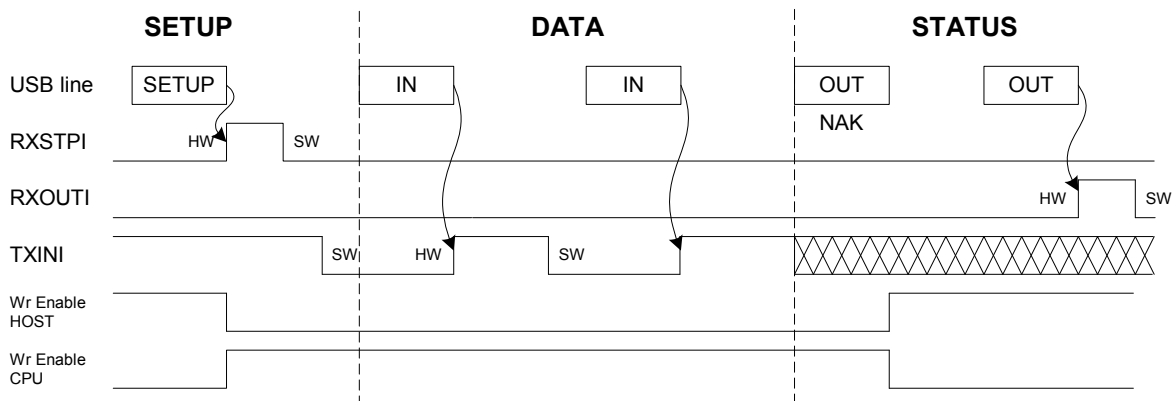 SETUP DATA STATUS
USB line SETUP IN IN OUT OUT
NAK
RXSTPI HW SW
RXOUTI HW SW
TXINI SW HW SW
Wr Enable
HOST
Wr Enable
CPU